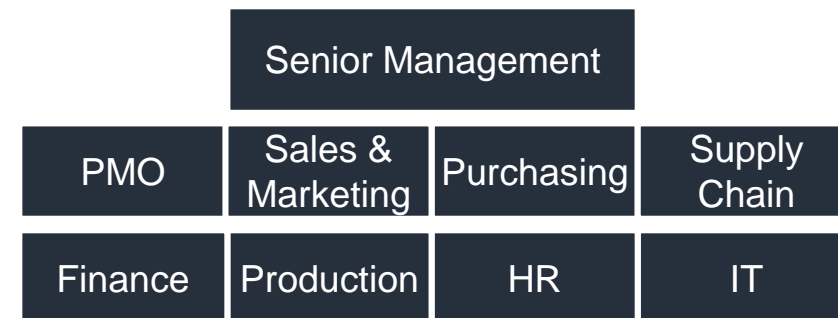 Senior Management
PMO
Sales &
Marketing
Purchasing
Supply
Chain
Finance
Production
HR
IT